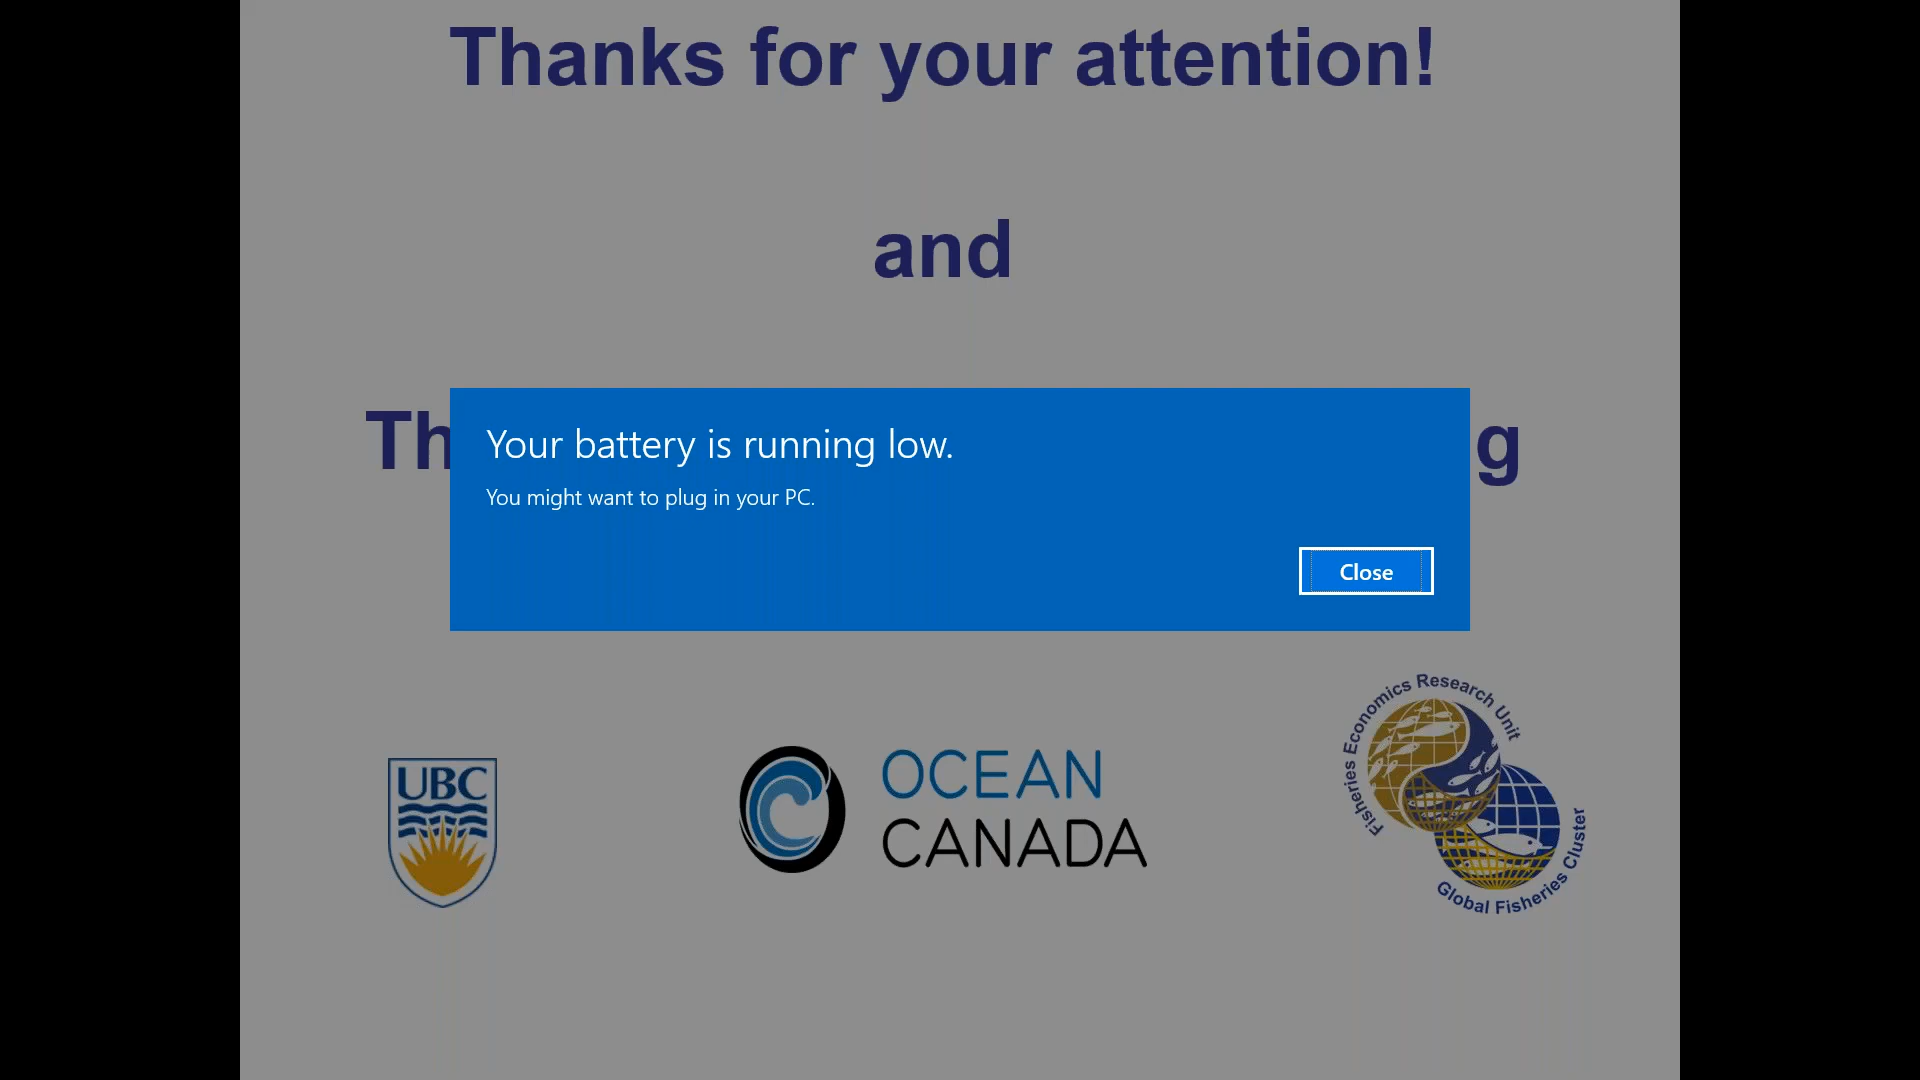 Thanks for your attention!
and
Your battery is running low.
You might want to plug in your PC.
Close
Fisheries Economics Research Unit
UBC
OCEAN
CANADA
Global Fisheries Cluster